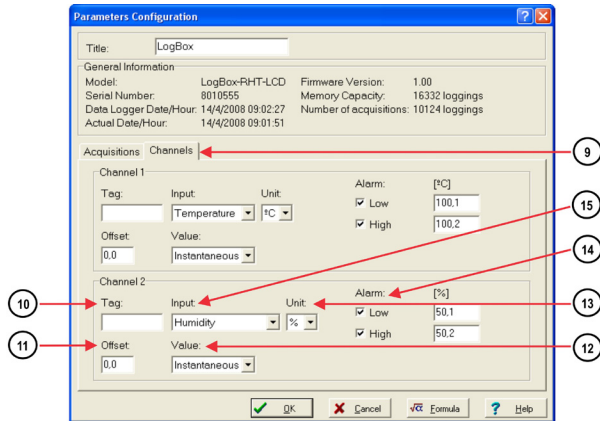 Parameters Configuration
Title: LogBox
General Information
Model: LogBox-RHT-LCD Firmware Version: 1.00
Serial Number: 8010555 Memory Capacity: 16332 loggings
Data Logger Date/Hour: 14/4/2008 09:02:27 Number of acquisitions: 10124 loggings
Actual Date/Hour: 14/4/2008 09:01:51
Acquisitions Channels 9
Channel 1
Alarm: [ºC]
Tag: Input: Unit:
Low 100,1
15
Temperature ºC
High 100,2
Offset: Value:
14
0,0 Instantaneous
Channel 2
Alarm: [%]
10 Tag: Input: Unit: 13
Low 50,1
Humidity %
High 50,2
11 Offset: Value: 12
0,0 Instantaneous
OK Cancel √α Formula ? Help